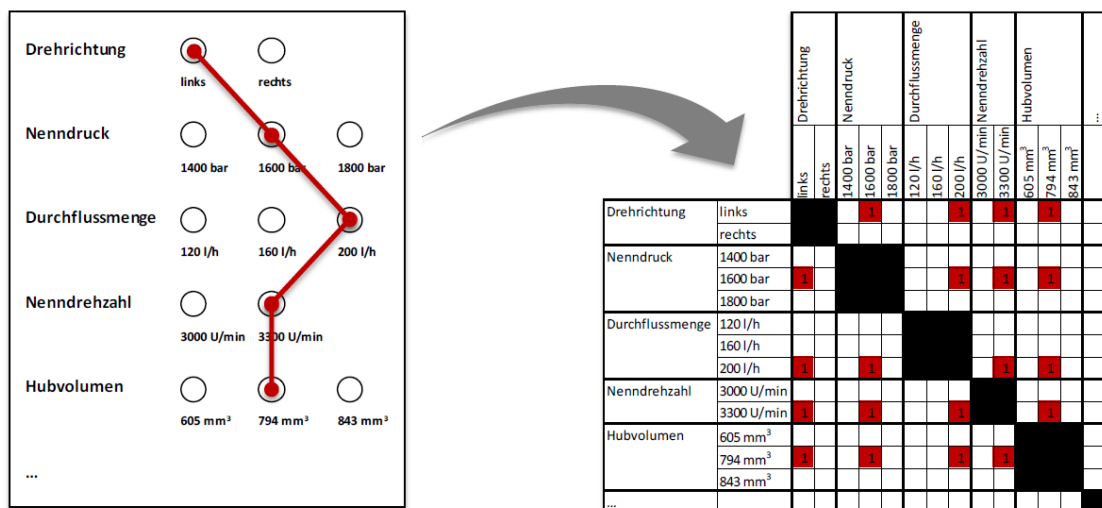 Drehrichtung
links rechts
Nenndruck
1400 bar 1600 bar 1800 bar
Durchflussmenge
120 l/h 160 l/h 200 l/h
Nenndrehzahl
3000 U/min 3300 U/min
Hubvolumen
605 mm³ 794 mm³ 843 mm³
...
Drehrichtung Nenndruck Durchflussmenge Nenndrehzahl Hubvolumen ...
links rechts 1400 bar 1600 bar 1800 bar 120 l/h 160 l/h 200 l/h 3000 U/min 3300 U/min 605 mm³ 794 mm³ 843 mm³
Drehrichtung links 1 1 1 1
rechts
Nenndruck 1400 bar
1600 bar 1 1 1 1
1800 bar
Durchflussmenge 120 l/h
160 l/h
200 l/h 1 1 1 1
Nenndrehzahl 3000 U/min
3300 U/min 1 1 1 1
Hubvolumen 605 mm³
794 mm³ 1 1 1 1
843 mm³
...